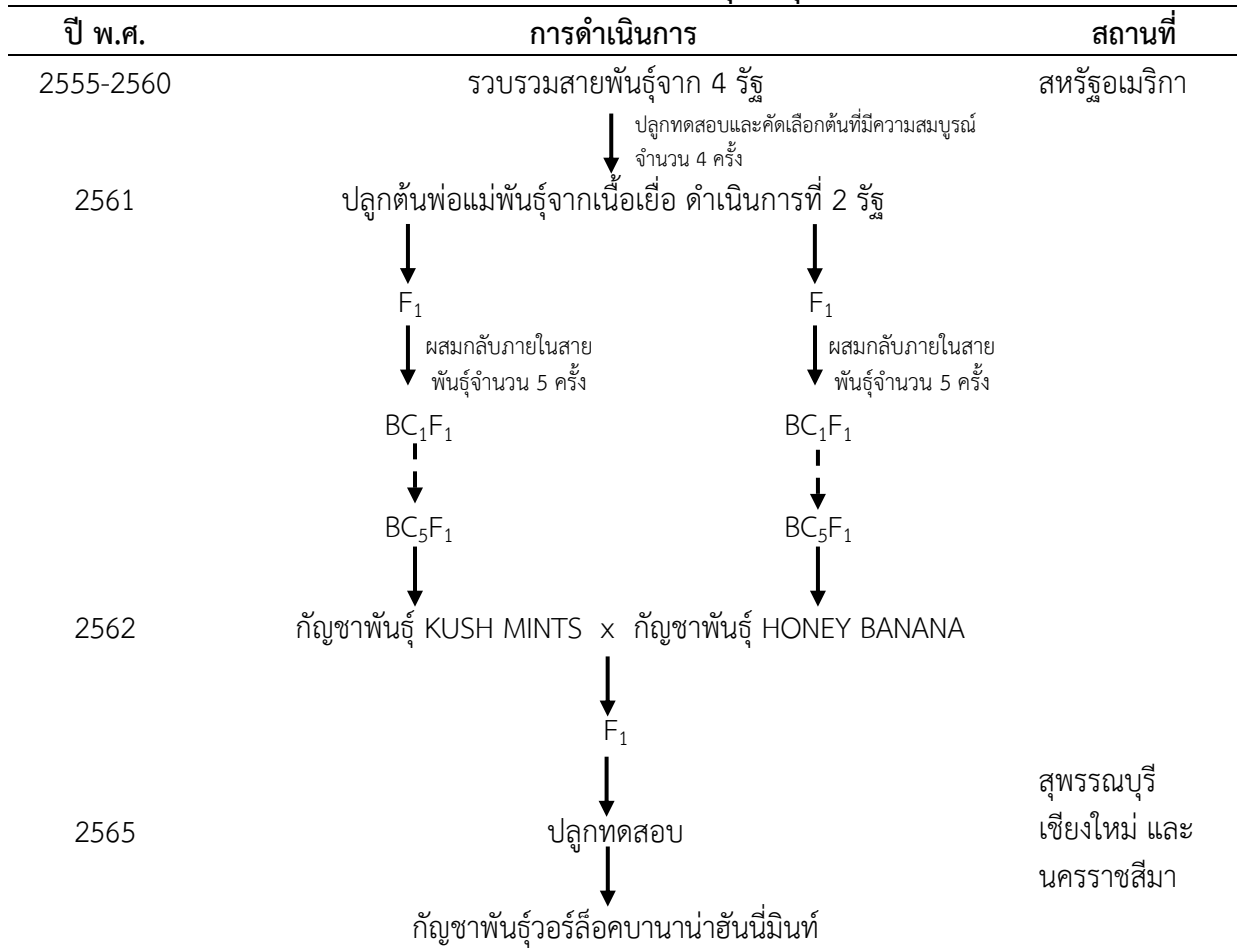 ปี พ.ศ. การดำเนินการ สถานที่
2555-2560 รวบรวมสายพันธุ์จาก 4 รัฐ สหรัฐอเมริกา
ปลูกทดสอบและคัดเลือกต้นที่มีความสมบูรณ์
จำนวน 4 ครั้ง
2561 ปลูกต้นพ่อแม่พันธุ์จากเนื้อเยื่อ ดำเนินการที่ 2 รัฐ
F₁ F₁
ผสมกลับภายในสาย ผสมกลับภายในสาย
พันธุ์จำนวน 5 ครั้ง พันธุ์จำนวน 5 ครั้ง
BC₁F₁ BC₁F₁
BC₅F₁ BC₅F₁
2562 กัญชาพันธุ์ KUSH MINTS x กัญชาพันธุ์ HONEY BANANA
F₁
สุพรรณบุรี
2565 ปลูกทดสอบ เชียงใหม่ และ
นครราชสีมา
กัญชาพันธุ์วอร์ล็อคบานาน่าฮันนี่มินท์